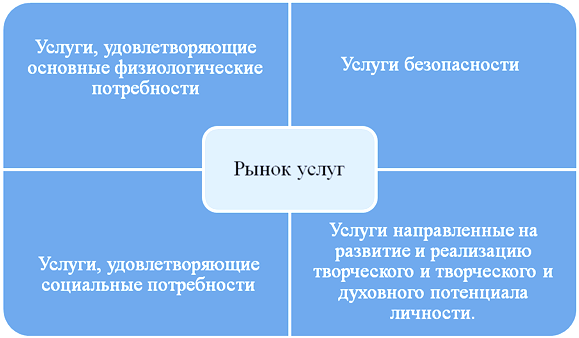 Услуги, удовлетворяющие
основные физиологические
потребности
Услуги безопасности
Рынок услуг
Услуги, удовлетворяющие
социальные потребности
Услуги направленные на
развитие и реализацию
творческого и творческого и
духовного потенциала
личности.